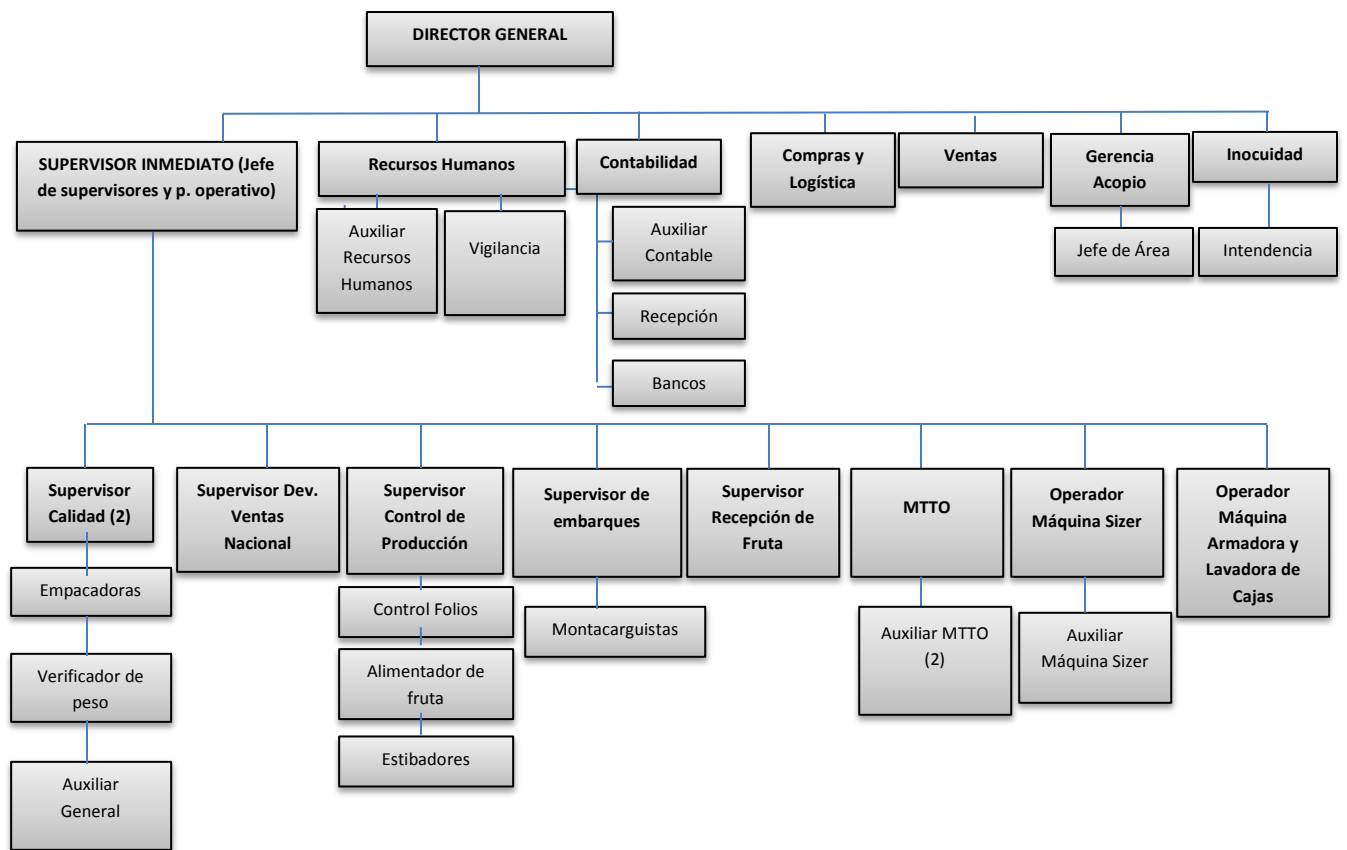 DIRECTOR GENERAL
SUPERVISOR INMEDIATO (Jefe
de supervisores y p. operativo)
Recursos Humanos
Contabilidad
Compras y
Logística
Ventas
Gerencia
Acopio
Inocuidad
Auxiliar
Recursos
Humanos
Vigilancia
Auxiliar
Contable
Recepción
Bancos
Jefe de Área
Intendencia
Supervisor
Calidad (2)
Supervisor Dev.
Ventas
Nacional
Supervisor
Control de
Producción
Supervisor de
embarques
Supervisor
Recepción de
Fruta
MTTO
Operador
Máquina Sizer
Operador
Máquina
Armadora y
Lavadora de
Cajas
Empacadoras
Verificador de
peso
Auxiliar
General
Control Folios
Alimentador de
fruta
Estibadores
Montacarguistas
Auxiliar MTTO
(2)
Auxiliar
Máquina Sizer